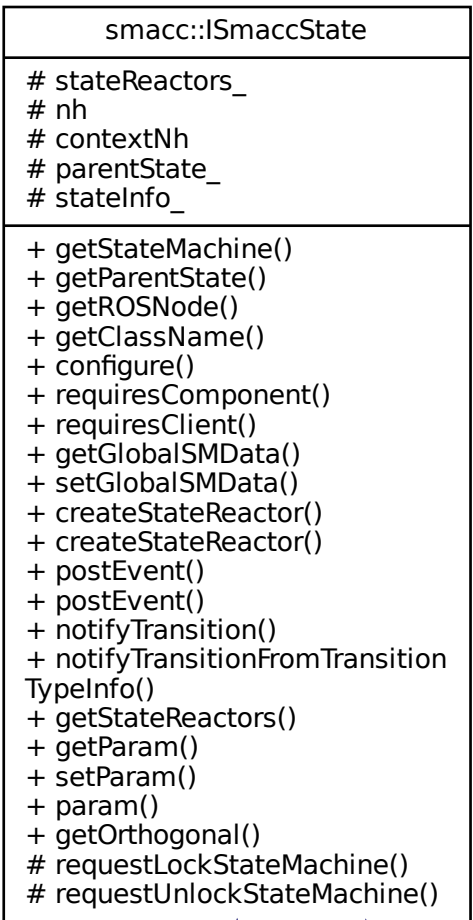 smacc::ISmaccState
# stateReactors_
# nh
# contextNh
# parentState_
# stateInfo_
+ getStateMachine()
+ getParentState()
+ getROSNode()
+ getClassName()
+ configure()
+ requiresComponent()
+ requiresClient()
+ getGlobalSMData()
+ setGlobalSMData()
+ createStateReactor()
+ createStateReactor()
+ postEvent()
+ postEvent()
+ notifyTransition()
+ notifyTransitionFromTransition
TypeInfo()
+ getStateReactors()
+ getParam()
+ setParam()
+ param()
+ getOrthogonal()
# requestLockStateMachine()
# requestUnlockStateMachine()